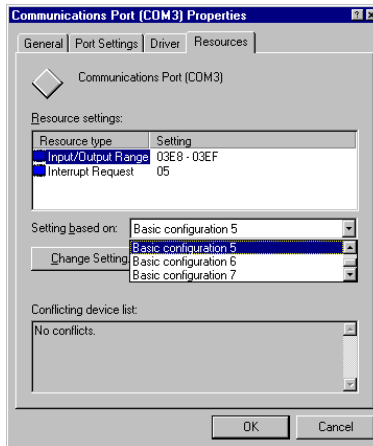 Communications Port (COM3) Properties
General Port Settings Driver Resources
Communications Port (COM3)
Resource settings:
Resource type Setting
Input/Output Range 03E8 - 03EF
Interrupt Request 05
Setting based on: Basic configuration 5
Basic configuration 5
Change Setting. Basic configuration 6
Basic configuration 7
Conflicting device list:
No conflicts.
OK Cancel